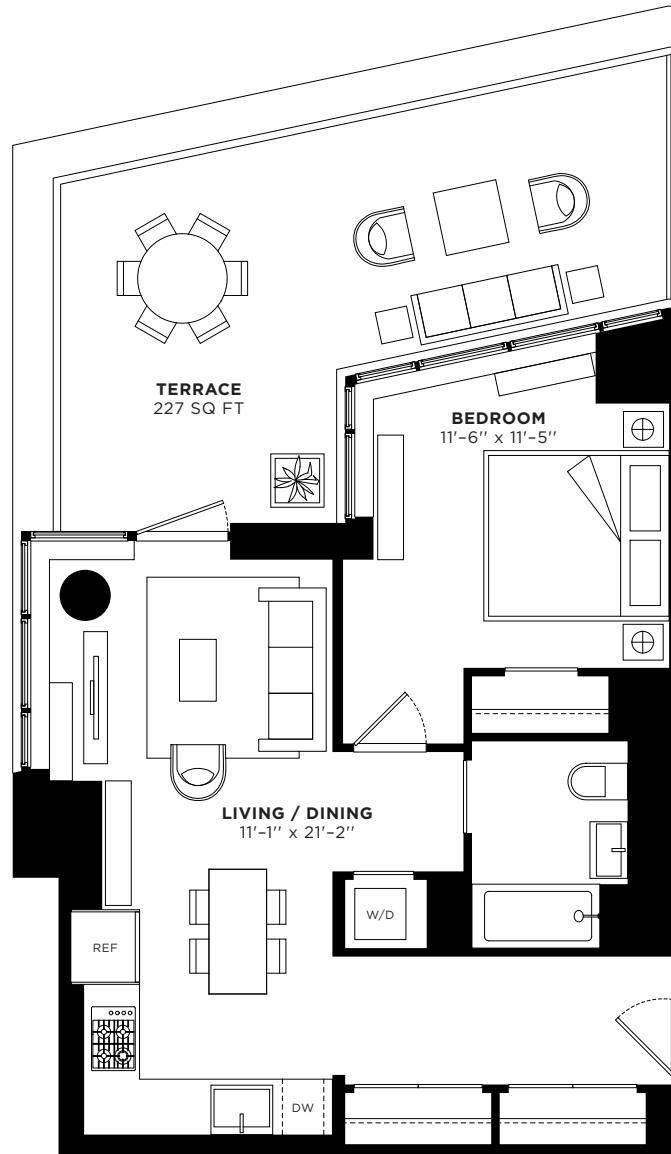 TERRACE
227 SQ FT
BEDROOM
11'-6'' x 11'-5''
LIVING / DINING
11'-1'' x 21'-2''
W/D
REF
DW